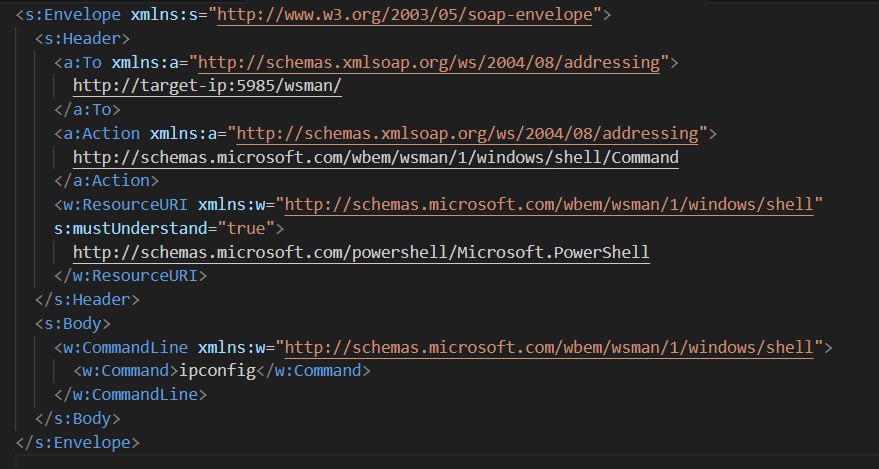 <s:Envelope xmlns:s="http://www.w3.org/2003/05/soap-envelope">
<s:Header>
<a:To xmlns:a="http://schemas.xmlsoap.org/ws/2004/08/addressing">
http://target-ip:5985/wsman/
</a:To>
<a:Action xmlns:a="http://schemas.xmlsoap.org/ws/2004/08/addressing">
http://schemas.microsoft.com/wbem/wsman/1/windows/shell/Command
</a:Action>
<w:ResourceURI xmlns:w="http://schemas.microsoft.com/wbem/wsman/1/windows/shell"
s:mustUnderstand="true">
http://schemas.microsoft.com/powershell/Microsoft.PowerShell
</w:ResourceURI>
</s:Header>
<s:Body>
<w:CommandLine xmlns:w="http://schemas.microsoft.com/wbem/wsman/1/windows/shell">
<w:Command>ipconfig</w:Command>
</w:CommandLine>
</s:Body>
</s:Envelope>